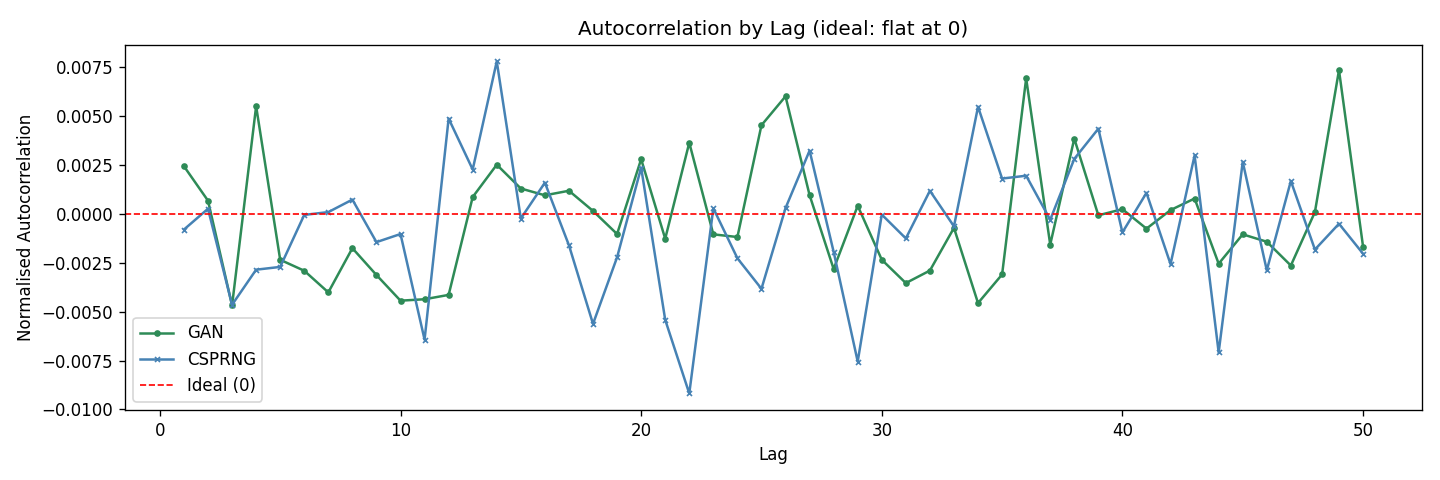 Autocorrelation by Lag (ideal: flat at 0)
Normalised Autocorrelation
0.0075
0.0050
0.0025
0.0000
−0.0025
−0.0050
−0.0075
−0.0100
GAN
CSPRNG
Ideal (0)
0 10 20 30 40 50
Lag